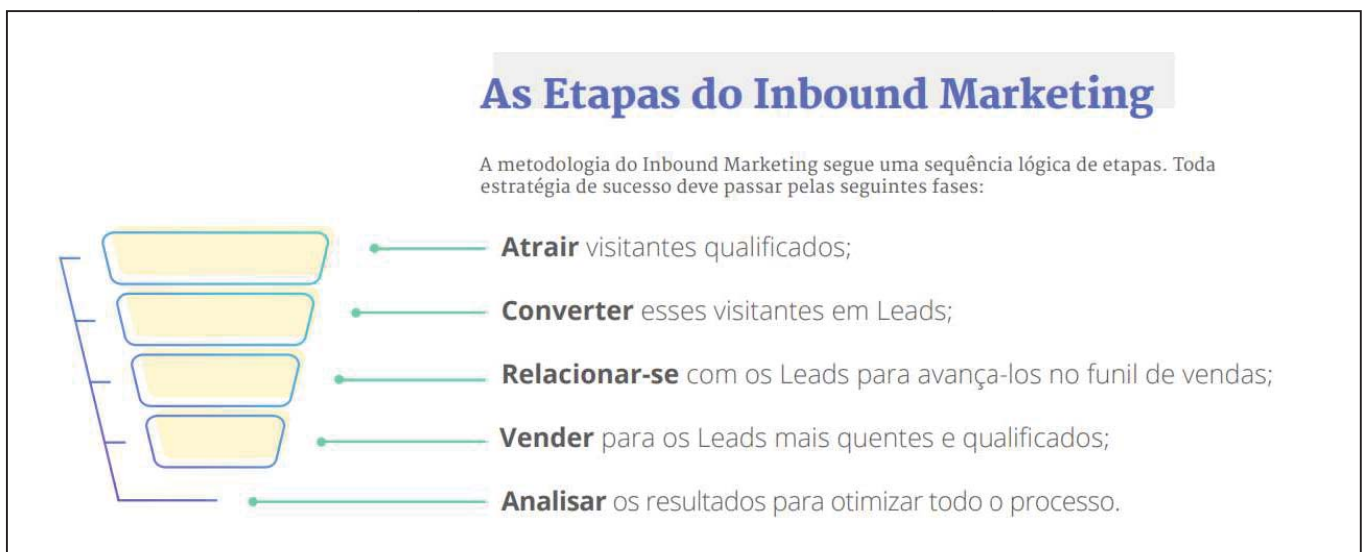 As Etapas do Inbound Marketing
A metodologia do Inbound Marketing segue uma sequência lógica de etapas. Toda
estratégia de sucesso deve passar pelas seguintes fases:
Atrair visitantes qualificados;
Converter esses visitantes em Leads;
Relacionar-se com os Leads para avança-los no funil de vendas;
Vender para os Leads mais quentes e qualificados;
Analisar os resultados para otimizar todo o processo.